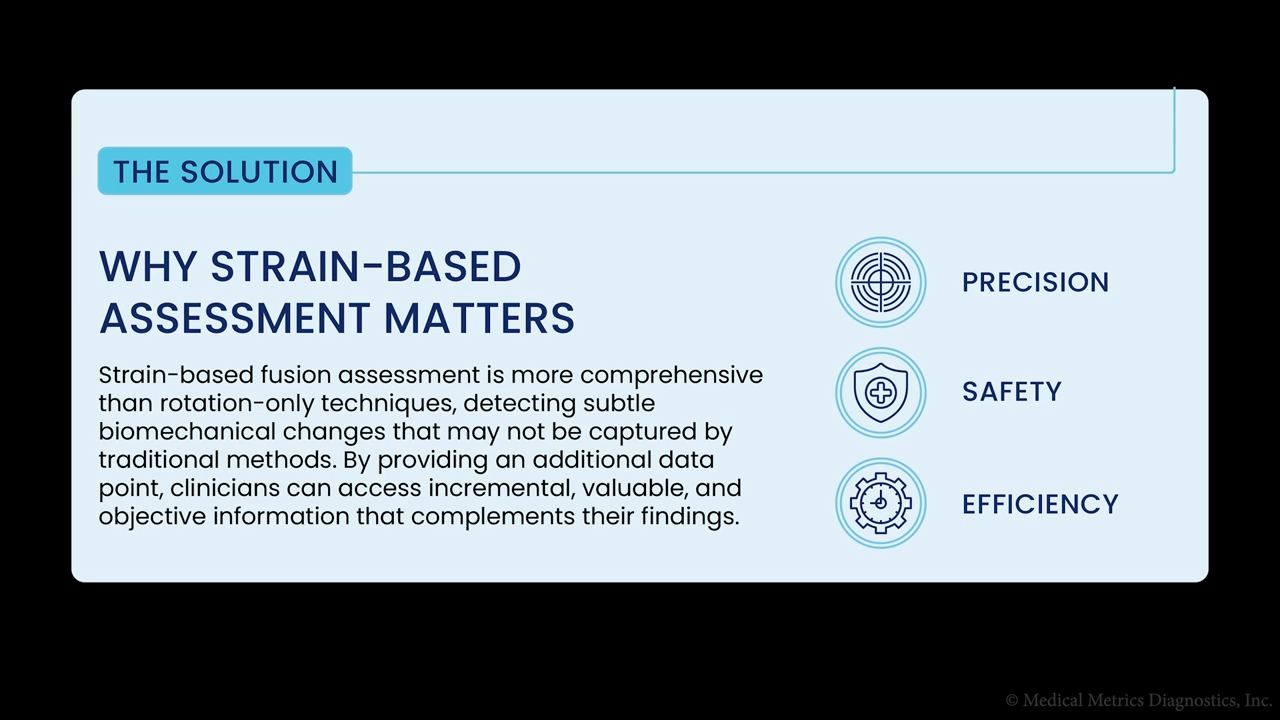 THE SOLUTION
WHY STRAIN-BASED
ASSESSMENT MATTERS
Strain-based fusion assessment is more comprehensive
than rotation-only techniques, detecting subtle
biomechanical changes that may not be captured by
traditional methods. By providing an additional data
point, clinicians can access incremental, valuable, and
objective information that complements their findings.
PRECISION
SAFETY
EFFICIENCY
© Medical Metrics Diagnostics, Inc.